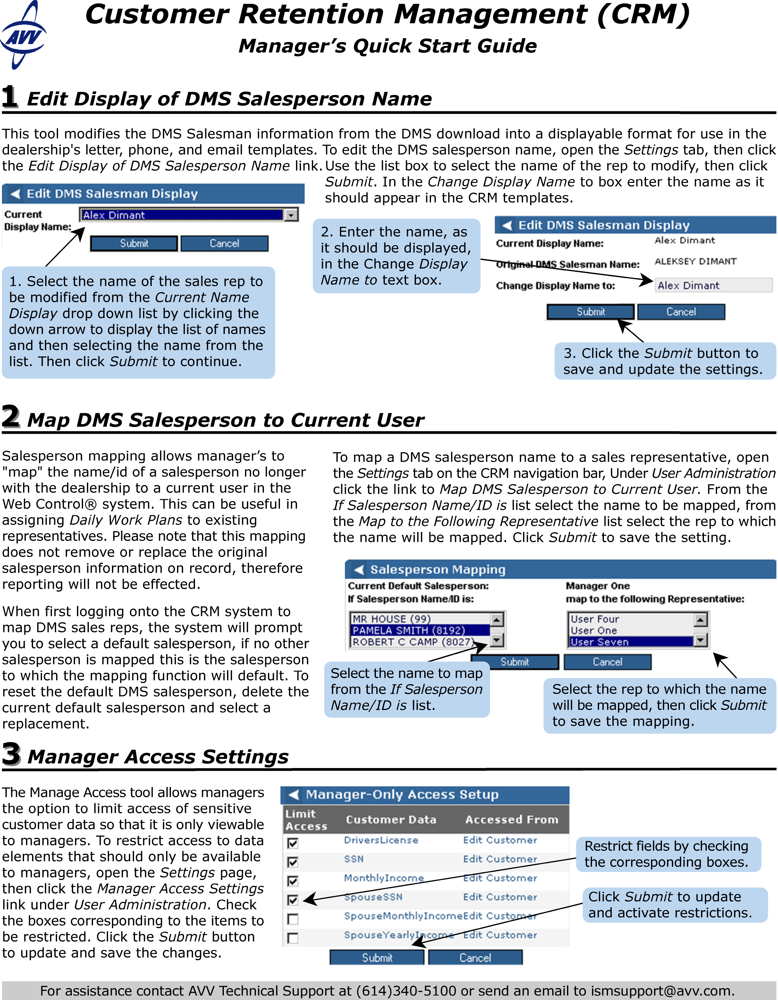 AVV
Customer Retention Management (CRM)
Manager’s Quick Start Guide
1 Edit Display of DMS Salesperson Name
This tool modifies the DMS Salesman information from the DMS download into a displayable format for use in the
dealership's letter, phone, and email templates. To edit the DMS salesperson name, open the Settings tab, then click
the Edit Display of DMS Salesperson Name link. Use the list box to select the name of the rep to modify, then click
Submit. In the Change Display Name to box enter the name as it
should appear in the CRM templates.
Edit DMS Salesman Display
Current
Display Name:
Alex Dimant
Submit Cancel
1. Select the name of the sales rep to
be modified from the Current Name
Display drop down list by clicking the
down arrow to display the list of names
and then selecting the name from the
list. Then click Submit to continue.
2. Enter the name, as
it should be displayed,
in the Change Display
Name to text box.
Edit DMS Salesman Display
Current Display Name: Alex Dimant
Original DMS Salesman Name: ALEKSEY DIMANT
Change Display Name to: Alex Dimant
Submit Cancel
3. Click the Submit button to
save and update the settings.
2 Map DMS Salesperson to Current User
Salesperson mapping allows manager’s to
"map" the name/id of a salesperson no longer
with the dealership to a current user in the
Web Control® system. This can be useful in
assigning Daily Work Plans to existing
representatives. Please note that this mapping
does not remove or replace the original
salesperson information on record, therefore
reporting will not be effected.
When first logging onto the CRM system to
map DMS sales reps, the system will prompt
you to select a default salesperson, if no other
salesperson is mapped this is the salesperson
to which the mapping function will default. To
reset the default DMS salesperson, delete the
current default salesperson and select a
replacement.
To map a DMS salesperson name to a sales representative, open
the Settings tab on the CRM navigation bar, Under User Administration
click the link to Map DMS Salesperson to Current User. From the
If Salesperson Name/ID is list select the name to be mapped, from
the Map to the Following Representative list select the rep to which
the name will be mapped. Click Submit to save the setting.
Salesperson Mapping
Current Default Salesperson: Manager One
If Salesperson Name/ID is: map to the following Representative:
MR HOUSE (99) User Four
PAMELA SMITH (8192) User One
ROBERT C CAMP (8027) User Seven
Submit Cancel
Select the name to map
from the If Salesperson
Name/ID is list.
Select the rep to which the name
will be mapped, then click Submit
to save the mapping.
3 Manager Access Settings
The Manage Access tool allows managers
the option to limit access of sensitive
customer data so that it is only viewable
to managers. To restrict access to data
elements that should only be available
to managers, open the Settings page,
then click the Manager Access Settings
link under User Administration. Check
the boxes corresponding to the items to
be restricted. Click the Submit button
to update and save the changes.
Manager-Only Access Setup
Limit
Access
Customer Data Accessed From
DriversLicense Edit Customer
SSN Edit Customer
MonthlyIncome Edit Customer
SpouseSSN Edit Customer
SpouseMonthlyIncome Edit Customer
SpouseYearlyIncome Edit Customer
Submit Cancel
Restrict fields by checking
the corresponding boxes.
Click Submit to update
and activate restrictions.
For assistance contact AVV Technical Support at (614)340-5100 or send an email to ismsupport@avv.com.